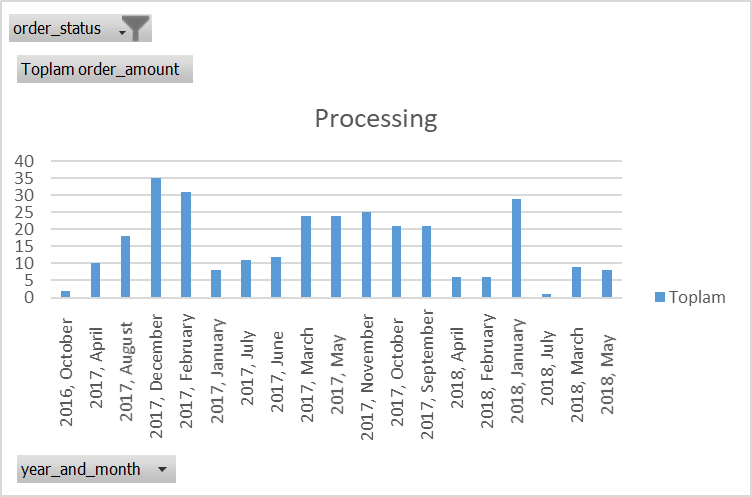 order_status
Toplam order_amount
Processing
40
35
30
25
20
15
10
5
0
2016, October
2017, April
2017, August
2017, December
2017, February
2017, January
2017, July
2017, June
2017, March
2017, May
2017, November
2017, October
2017, September
2018, April
2018, February
2018, January
2018, July
2018, March
2018, May
Toplam
year_and_month